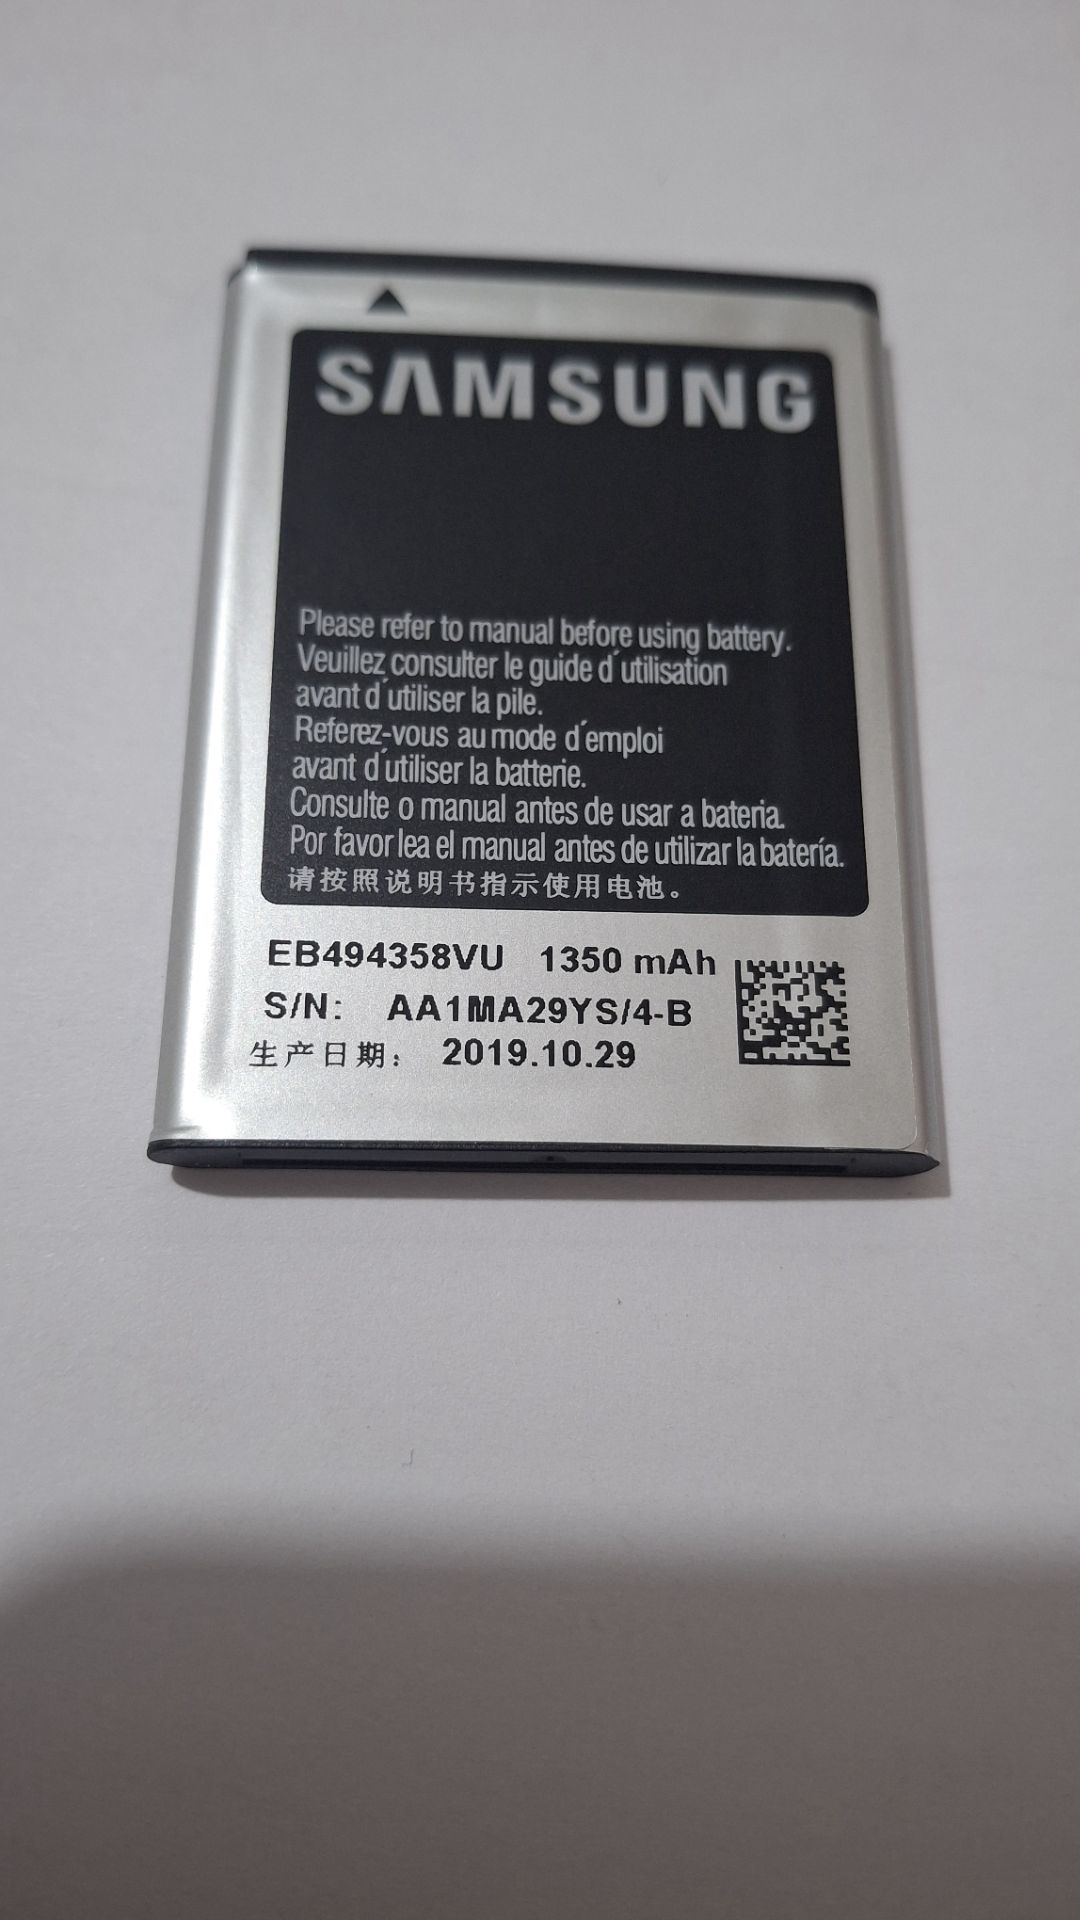 SAMSUNG
Please refer to manual before using battery.
Veuillez consulter le guide d'utilisation
avant d'utiliser la pile.
Referez-vous au mode d'emploi
avant d'utiliser la batterie.
Consulte o manual antes de usar a bateria.
Por favor lea el manual antes de utilizar la batería.
请按照说明书指示使用电池。
EB494358VU 1350 mAh
S/N: AA1MA29YS/4-B
生产日期: 2019.10.29